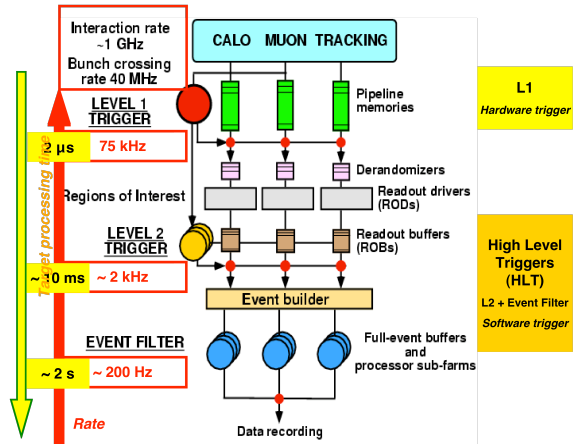 Interaction rate
~1 GHz
Bunch crossing
rate 40 MHz
CALO MUON TRACKING
LEVEL 1
TRIGGER
Pipeline
memories
L1
Hardware trigger
2 µs
75 kHz
Derandomizers
Regions of Interest
Readout drivers
(RODs)
LEVEL 2
TRIGGER
Readout buffers
(ROBs)
High Level
Triggers
(HLT)
L2 + Event Filter
Software trigger
~ 10 ms
~ 2 kHz
Target processing time
Event builder
EVENT FILTER
Full-event buffers
and
processor sub-farms
~ 2 s
~ 200 Hz
Rate
Data recording